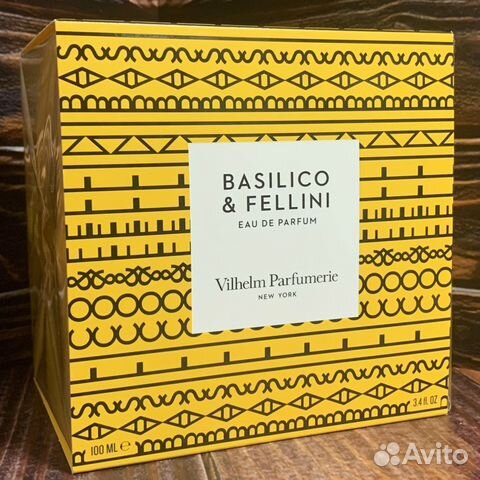 BASILICO
& FELLINI
EAU DE PARFUM
Vilhelm Parfumerie
NEW YORK
100 ML ℮
3.4 fl. OZ
Avito